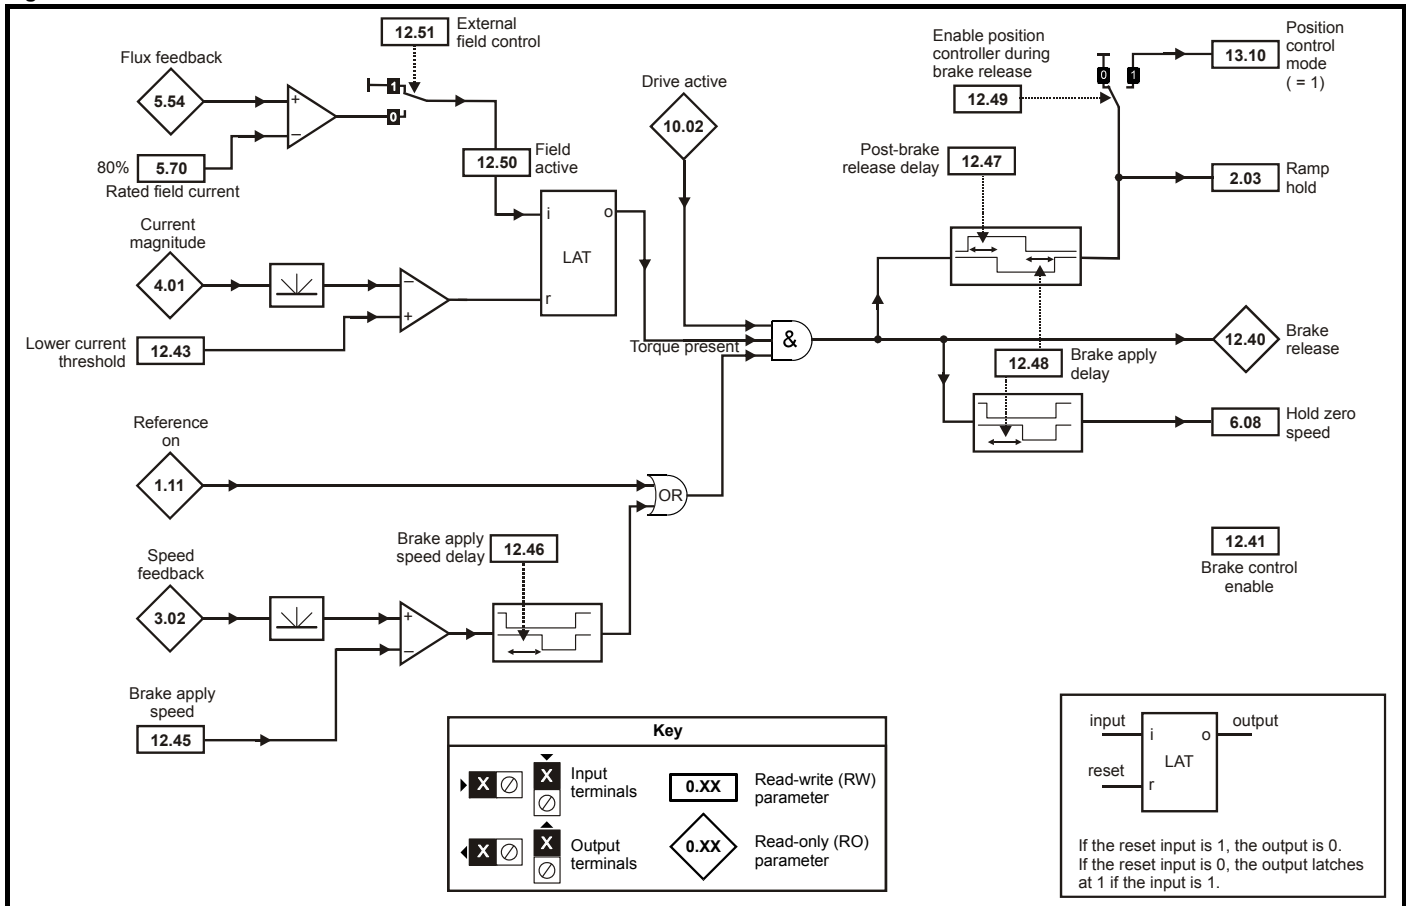 12.51
External
field control
Flux feedback
5.54
+
–
1
0
80%
5.70
Rated field current
12.50
Field
active
Drive active
10.02
Enable position
controller during
brake release
12.49
0
1
13.10
Position
control
mode
( = 1)
Post-brake
release delay
12.47
2.03
Ramp
hold
Current
magnitude
4.01
–
+
Lower current
threshold
12.43
i
o
LAT
r
Torque present
&
12.40
Brake
release
12.48
Brake apply
delay
6.08
Hold zero
speed
Reference
on
1.11
OR
Brake apply
speed delay
12.46
Speed
feedback
3.02
+
–
Brake apply
speed
12.45
12.41
Brake control
enable
Key
X
X
Input
terminals
0.XX
Read-write (RW)
parameter
X
X
Output
terminals
0.XX
Read-only (RO)
parameter
input
i
o
output
LAT
reset
r
If the reset input is 1, the output is 0.
If the reset input is 0, the output latches
at 1 if the input is 1.